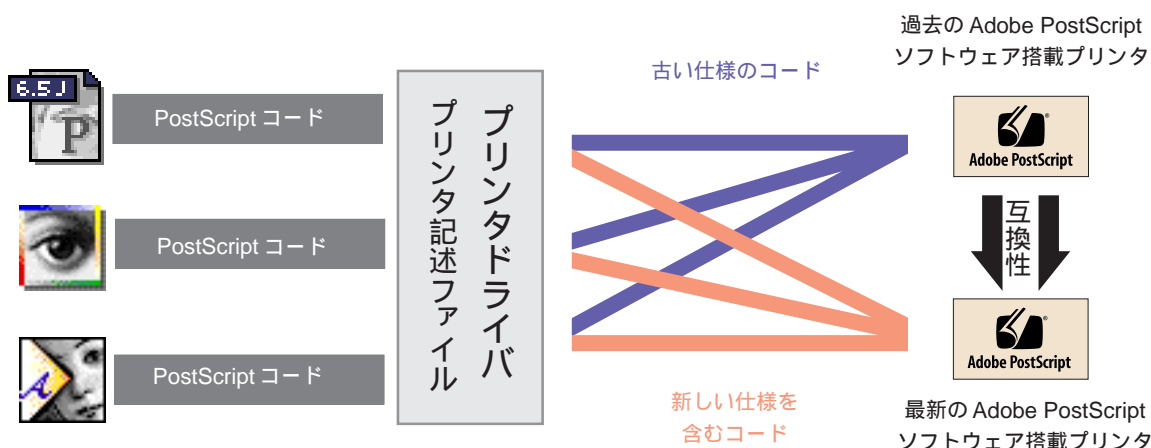 過去の Adobe PostScript
ソフトウェア搭載プリンタ
古い仕様のコード
6.5J
P
PostScript コード
PostScript コード
A
PostScript コード
プリンタドライバ
プリンタ記述ファイル
Adobe PostScript
互換性
Adobe PostScript
新しい仕様を
含むコード
最新の Adobe PostScript
ソフトウェア搭載プリンタ